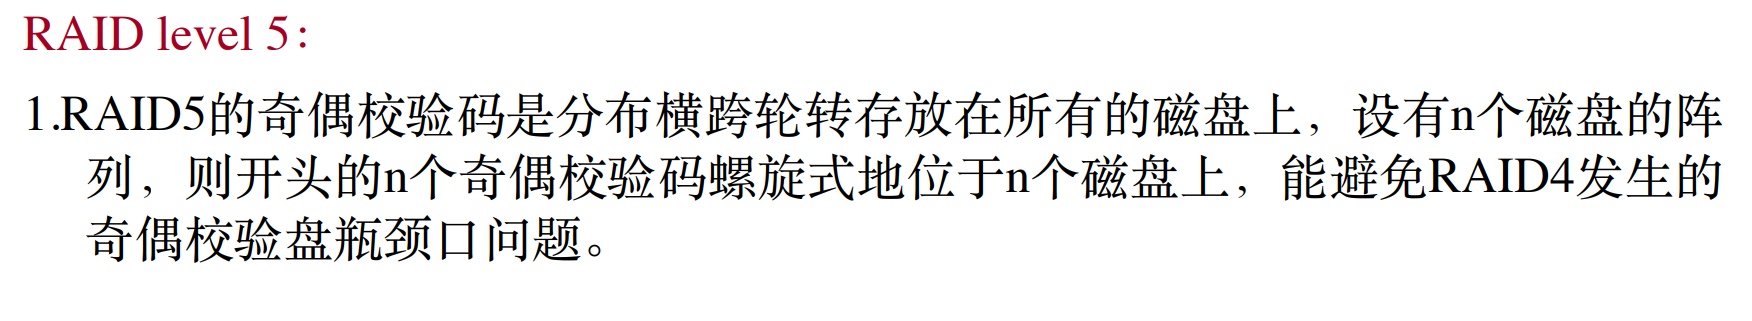 RAID level 5：
1.RAID5的奇偶校验码是分布横跨轮转存放在所有的磁盘上，设有n个磁盘的阵
列，则开头的n个奇偶校验码螺旋式地位于n个磁盘上，能避免RAID4发生的
奇偶校验盘瓶颈口问题。